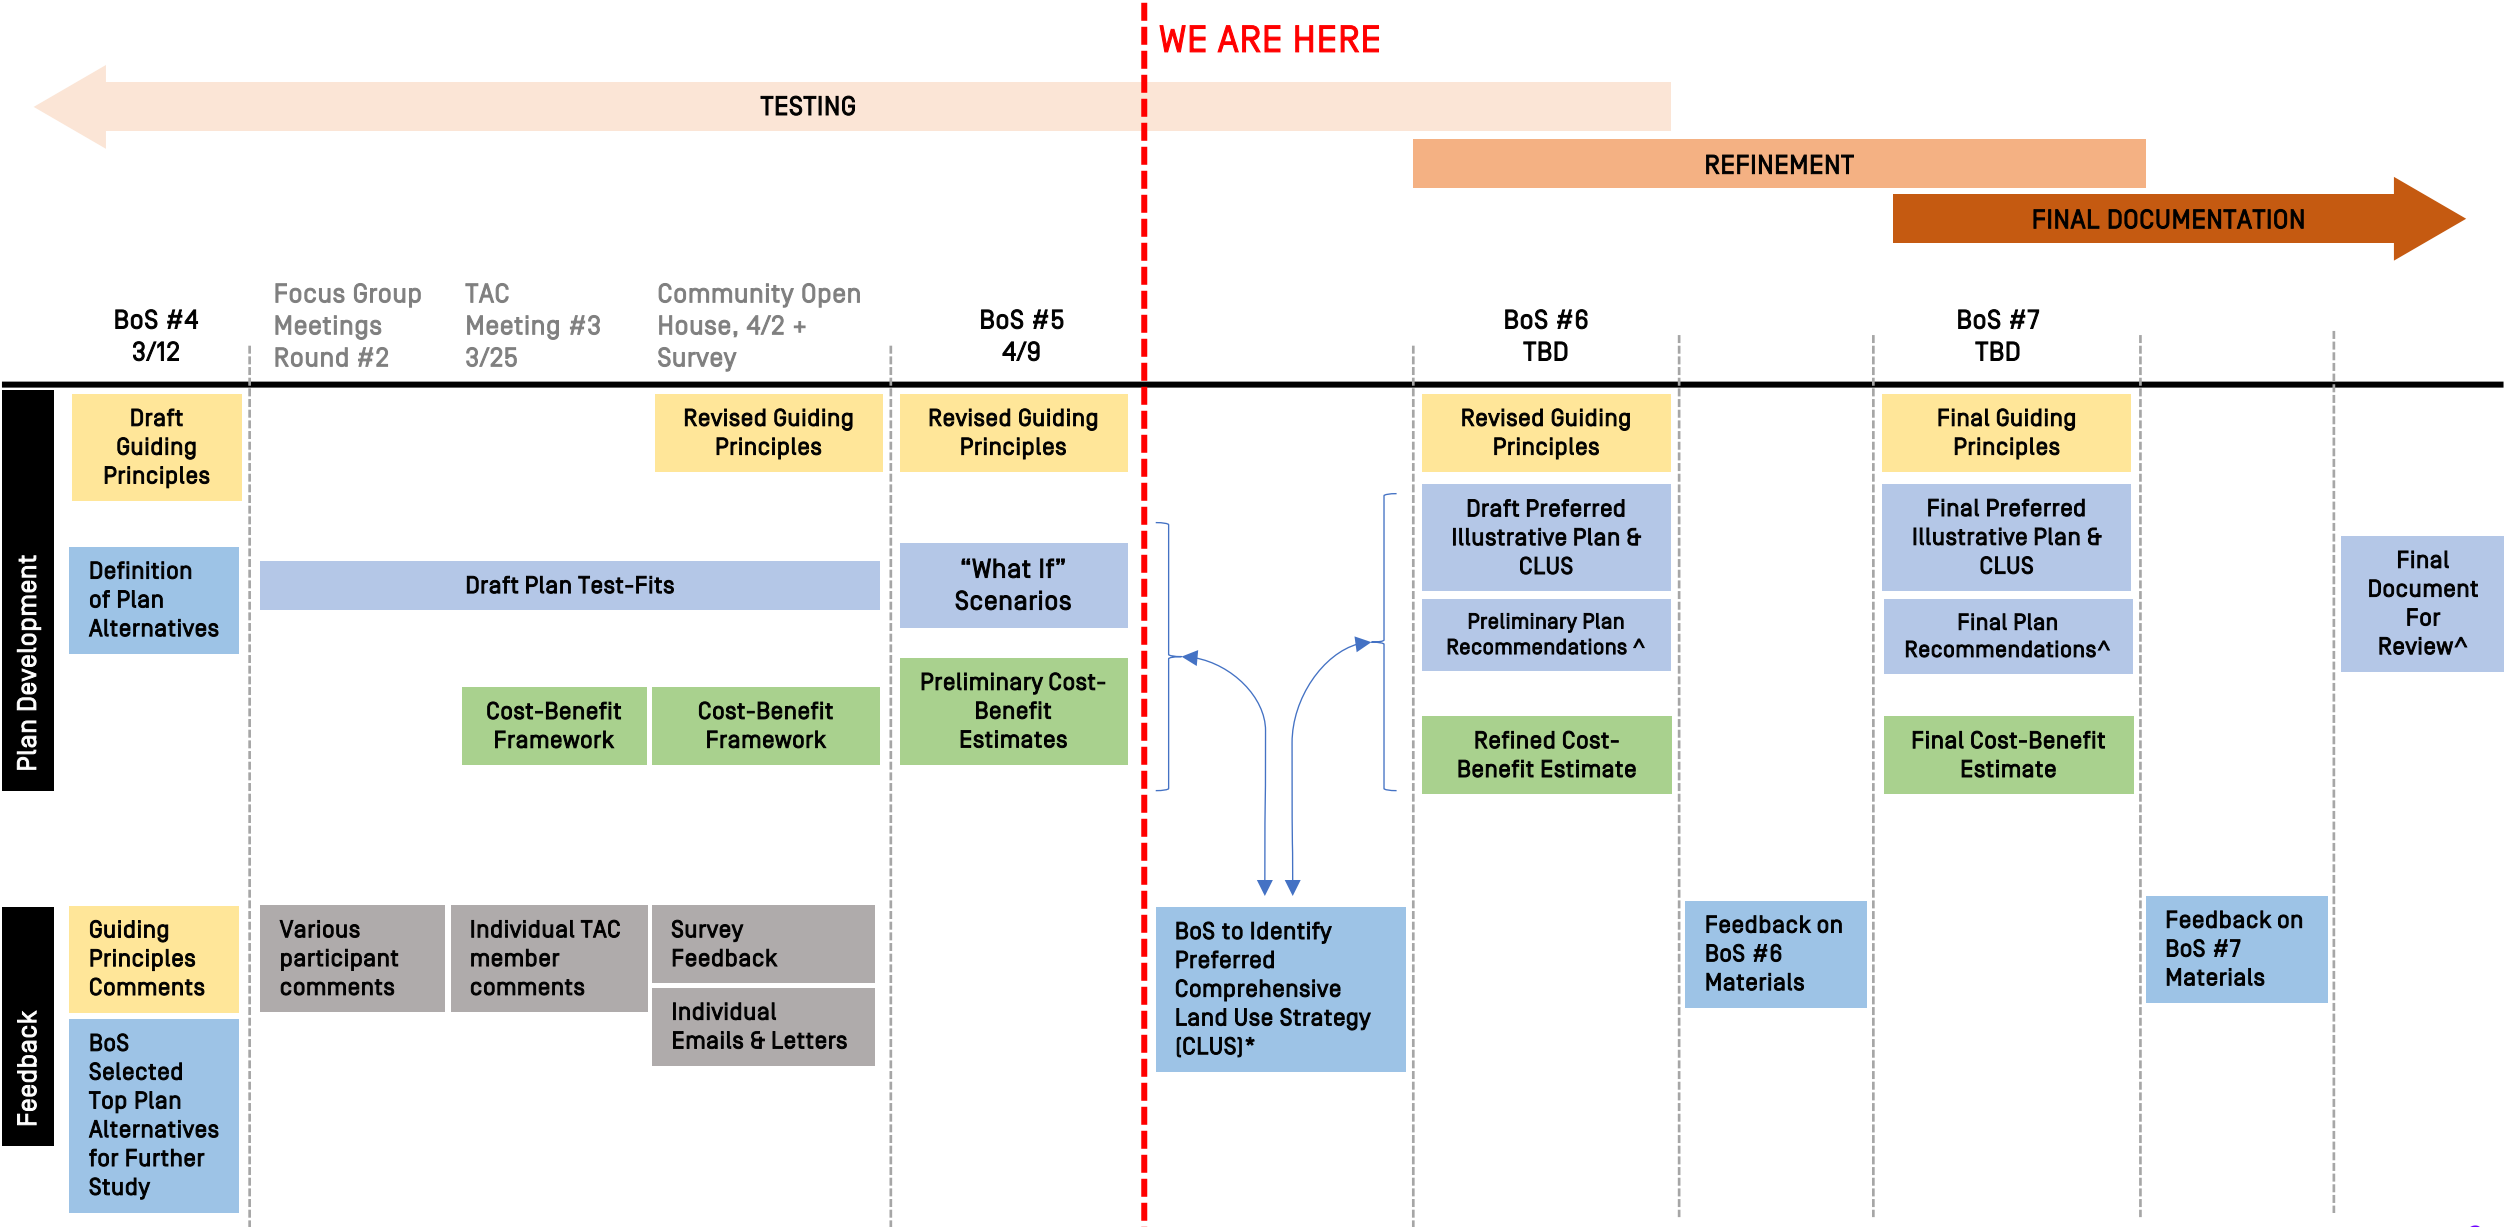 WE ARE HERE
TESTING
REFINEMENT
FINAL DOCUMENTATION
BoS #4
3/12
Focus Group
Meetings
Round #2
TAC
Meeting #3
3/25
Community Open
House, 4/2 +
Survey
BoS #5
4/9
BoS #6
TBD
BoS #7
TBD
Plan Development
Draft
Guiding
Principles
Revised Guiding
Principles
Revised Guiding
Principles
Revised Guiding
Principles
Final Guiding
Principles
Definition
of Plan
Alternatives
Draft Plan Test-Fits
“What If”
Scenarios
Draft Preferred
Illustrative Plan &
CLUS
Final Preferred
Illustrative Plan &
CLUS
Preliminary Plan
Recommendations ^
Final Plan
Recommendations^
Final
Document
For
Review^
Cost-Benefit
Framework
Cost-Benefit
Framework
Preliminary Cost-
Benefit
Estimates
Refined Cost-
Benefit Estimate
Final Cost-Benefit
Estimate
Feedback
Guiding
Principles
Comments
BoS
Selected
Top Plan
Alternatives
for Further
Study
Various
participant
comments
Individual TAC
member
comments
Survey
Feedback
Individual
Emails & Letters
BoS to Identify
Preferred
Comprehensive
Land Use Strategy
(CLUS)*
Feedback on
BoS #6
Materials
Feedback on
BoS #7
Materials